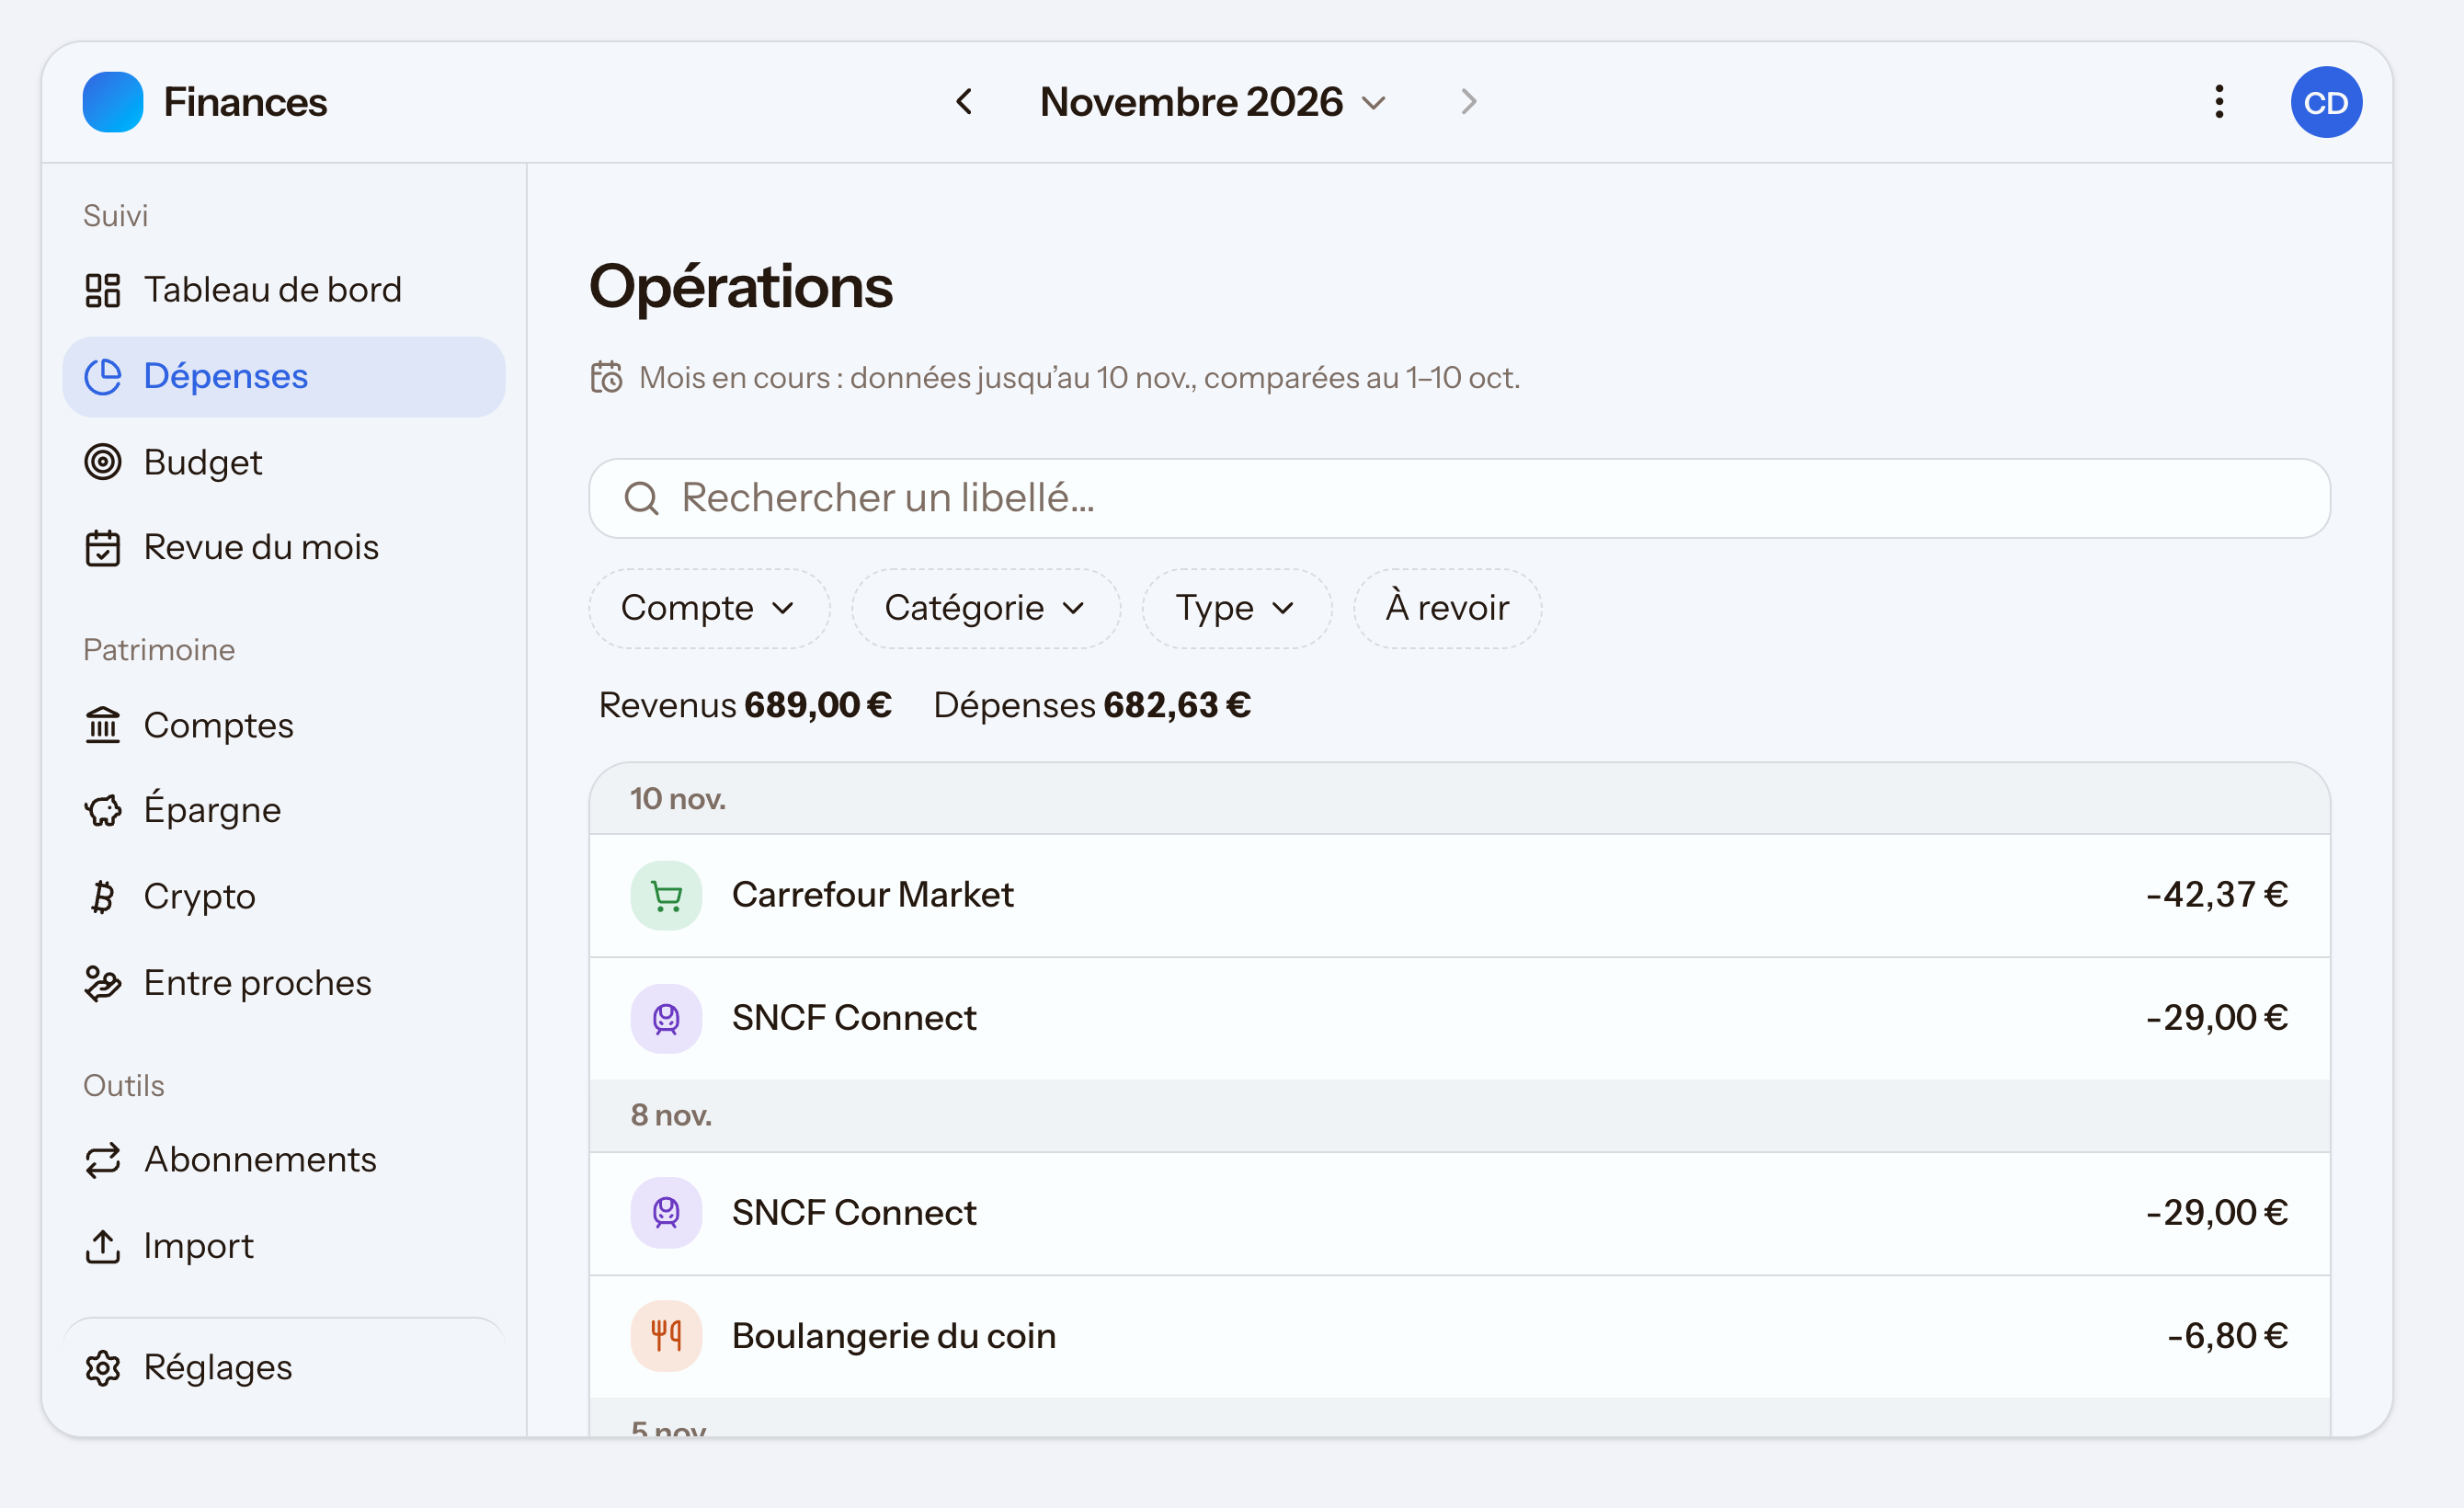 Finances
Novembre 2026
CD
Suivi
Tableau de bord
Dépenses
Budget
Revue du mois
Patrimoine
Comptes
Épargne
Crypto
Entre proches
Outils
Abonnements
Import
Réglages
Opérations
Mois en cours : données jusqu’au 10 nov., comparées au 1–10 oct.
Rechercher un libellé...
Compte
Catégorie
Type
À revoir
Revenus 689,00 € Dépenses 682,63 €
10 nov.
Carrefour Market -42,37 €
SNCF Connect -29,00 €
8 nov.
SNCF Connect -29,00 €
Boulangerie du coin -6,80 €
5 nov.